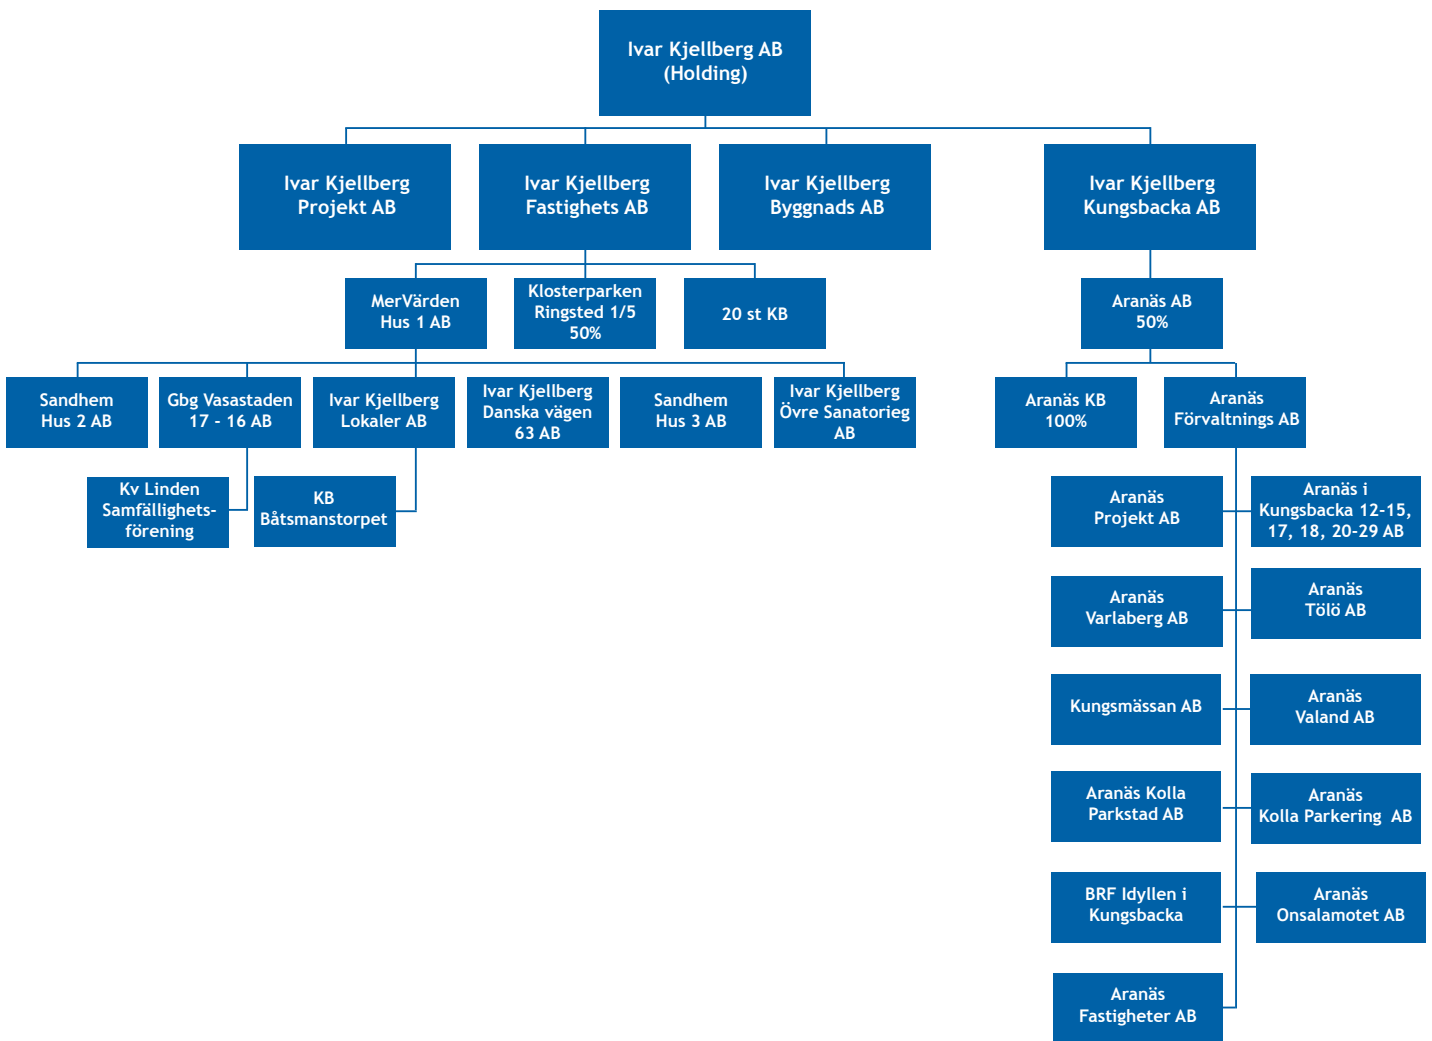 Ivar Kjellberg AB
(Holding)
Ivar Kjellberg
Projekt AB
Ivar Kjellberg
Fastighets AB
Ivar Kjellberg
Byggnads AB
Ivar Kjellberg
Kungsbacka AB
MerVärden
Hus 1 AB
Klosterparken
Ringsted 1/5
50%
20 st KB
Aranäs AB
50%
Sandhem
Hus 2 AB
Gbg Vasastaden
17 - 16 AB
Ivar Kjellberg
Lokaler AB
Ivar Kjellberg
Danska vägen
63 AB
Sandhem
Hus 3 AB
Ivar Kjellberg
Övre Sanatorieg
AB
Aranäs KB
100%
Aranäs
Förvaltnings AB
Kv Linden
Samfällighets-
förening
KB
Båtsmanstorpet
Aranäs
Projekt AB
Aranäs i
Kungsbacka 12-15,
17, 18, 20-29 AB
Aranäs
Varlaberg AB
Aranäs
Tölö AB
Kungsmässan AB
Aranäs
Valand AB
Aranäs Kolla
Parkstad AB
Aranäs
Kolla Parkering  AB
BRF Idyllen i
Kungsbacka
Aranäs
Onsalamotet AB
Aranäs
Fastigheter AB